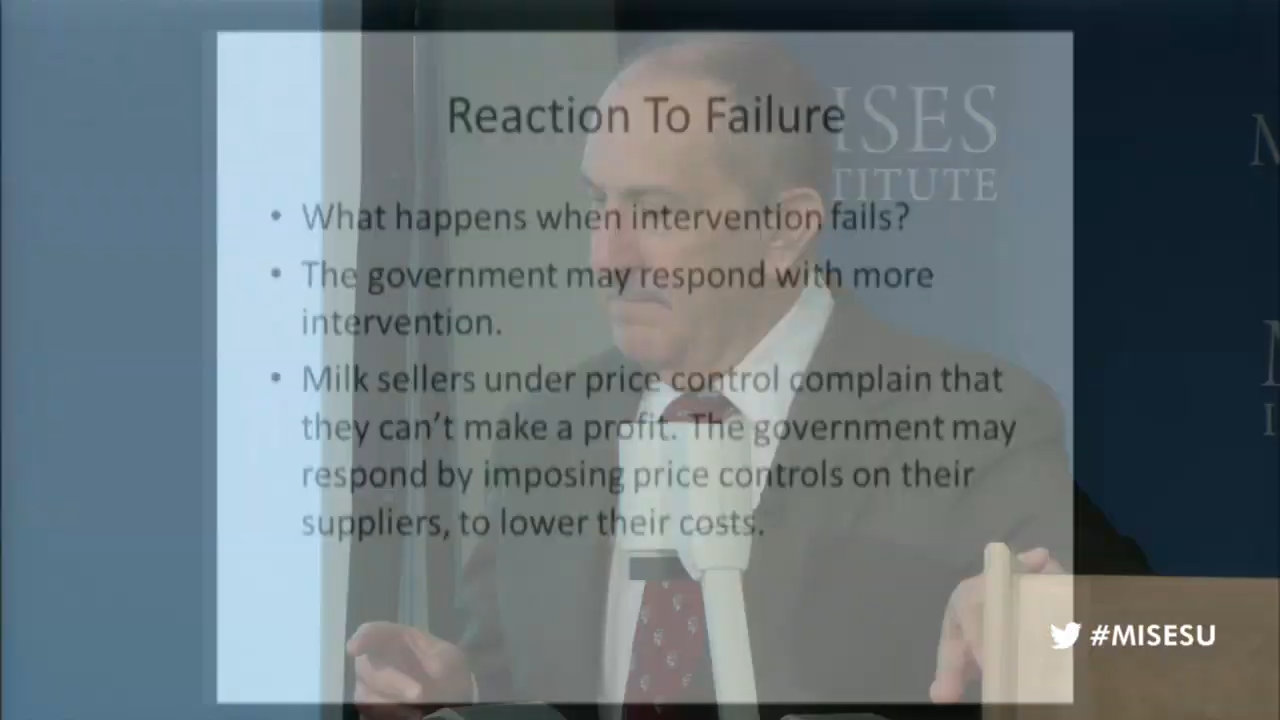 Reaction To Failure
ISES
TITUTE
• What happens when intervention fails?
• The government may respond with more
intervention.
• Milk sellers under price control complain that
they can’t make a profit. The government may
respond by imposing price controls on their
suppliers, to lower their costs.
#MISESU